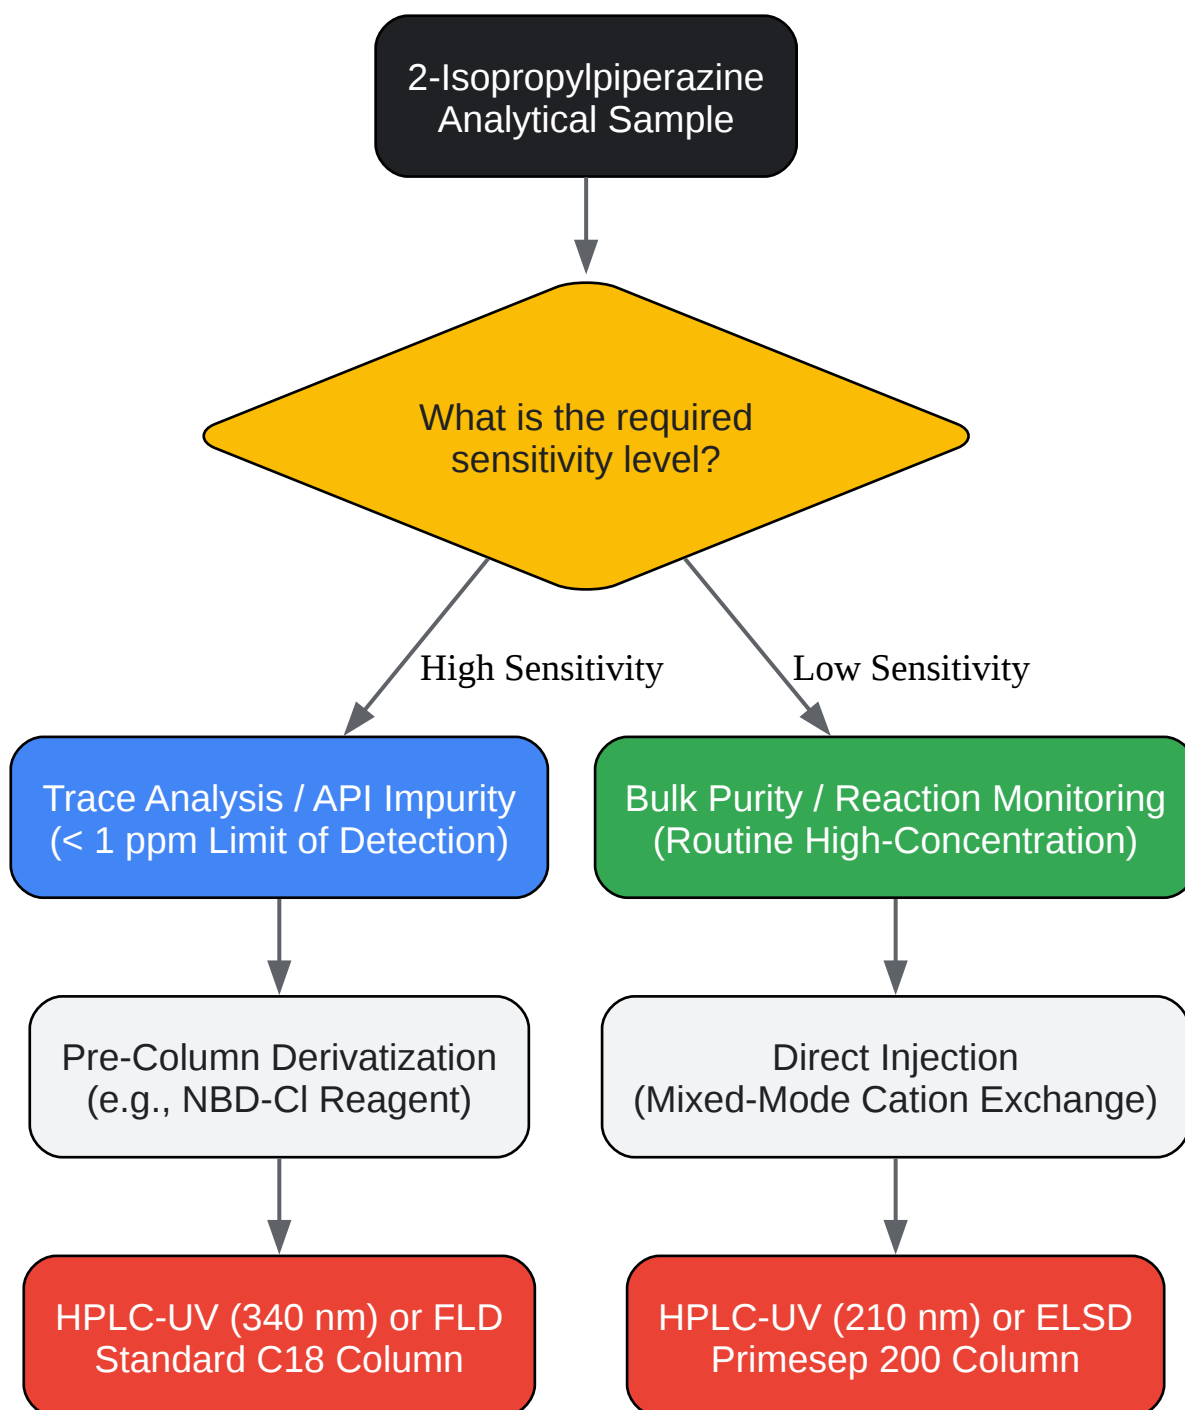 2-Isopropylpiperazine
Analytical Sample
What is the required
sensitivity level?
High Sensitivity
Low Sensitivity
Trace Analysis / API Impurity
(< 1 ppm Limit of Detection)
Bulk Purity / Reaction Monitoring
(Routine High-Concentration)
Pre-Column Derivatization
(e.g., NBD-Cl Reagent)
Direct Injection
(Mixed-Mode Cation Exchange)
HPLC-UV (340 nm) or FLD
Standard C18 Column
HPLC-UV (210 nm) or ELSD
Primesep 200 Column